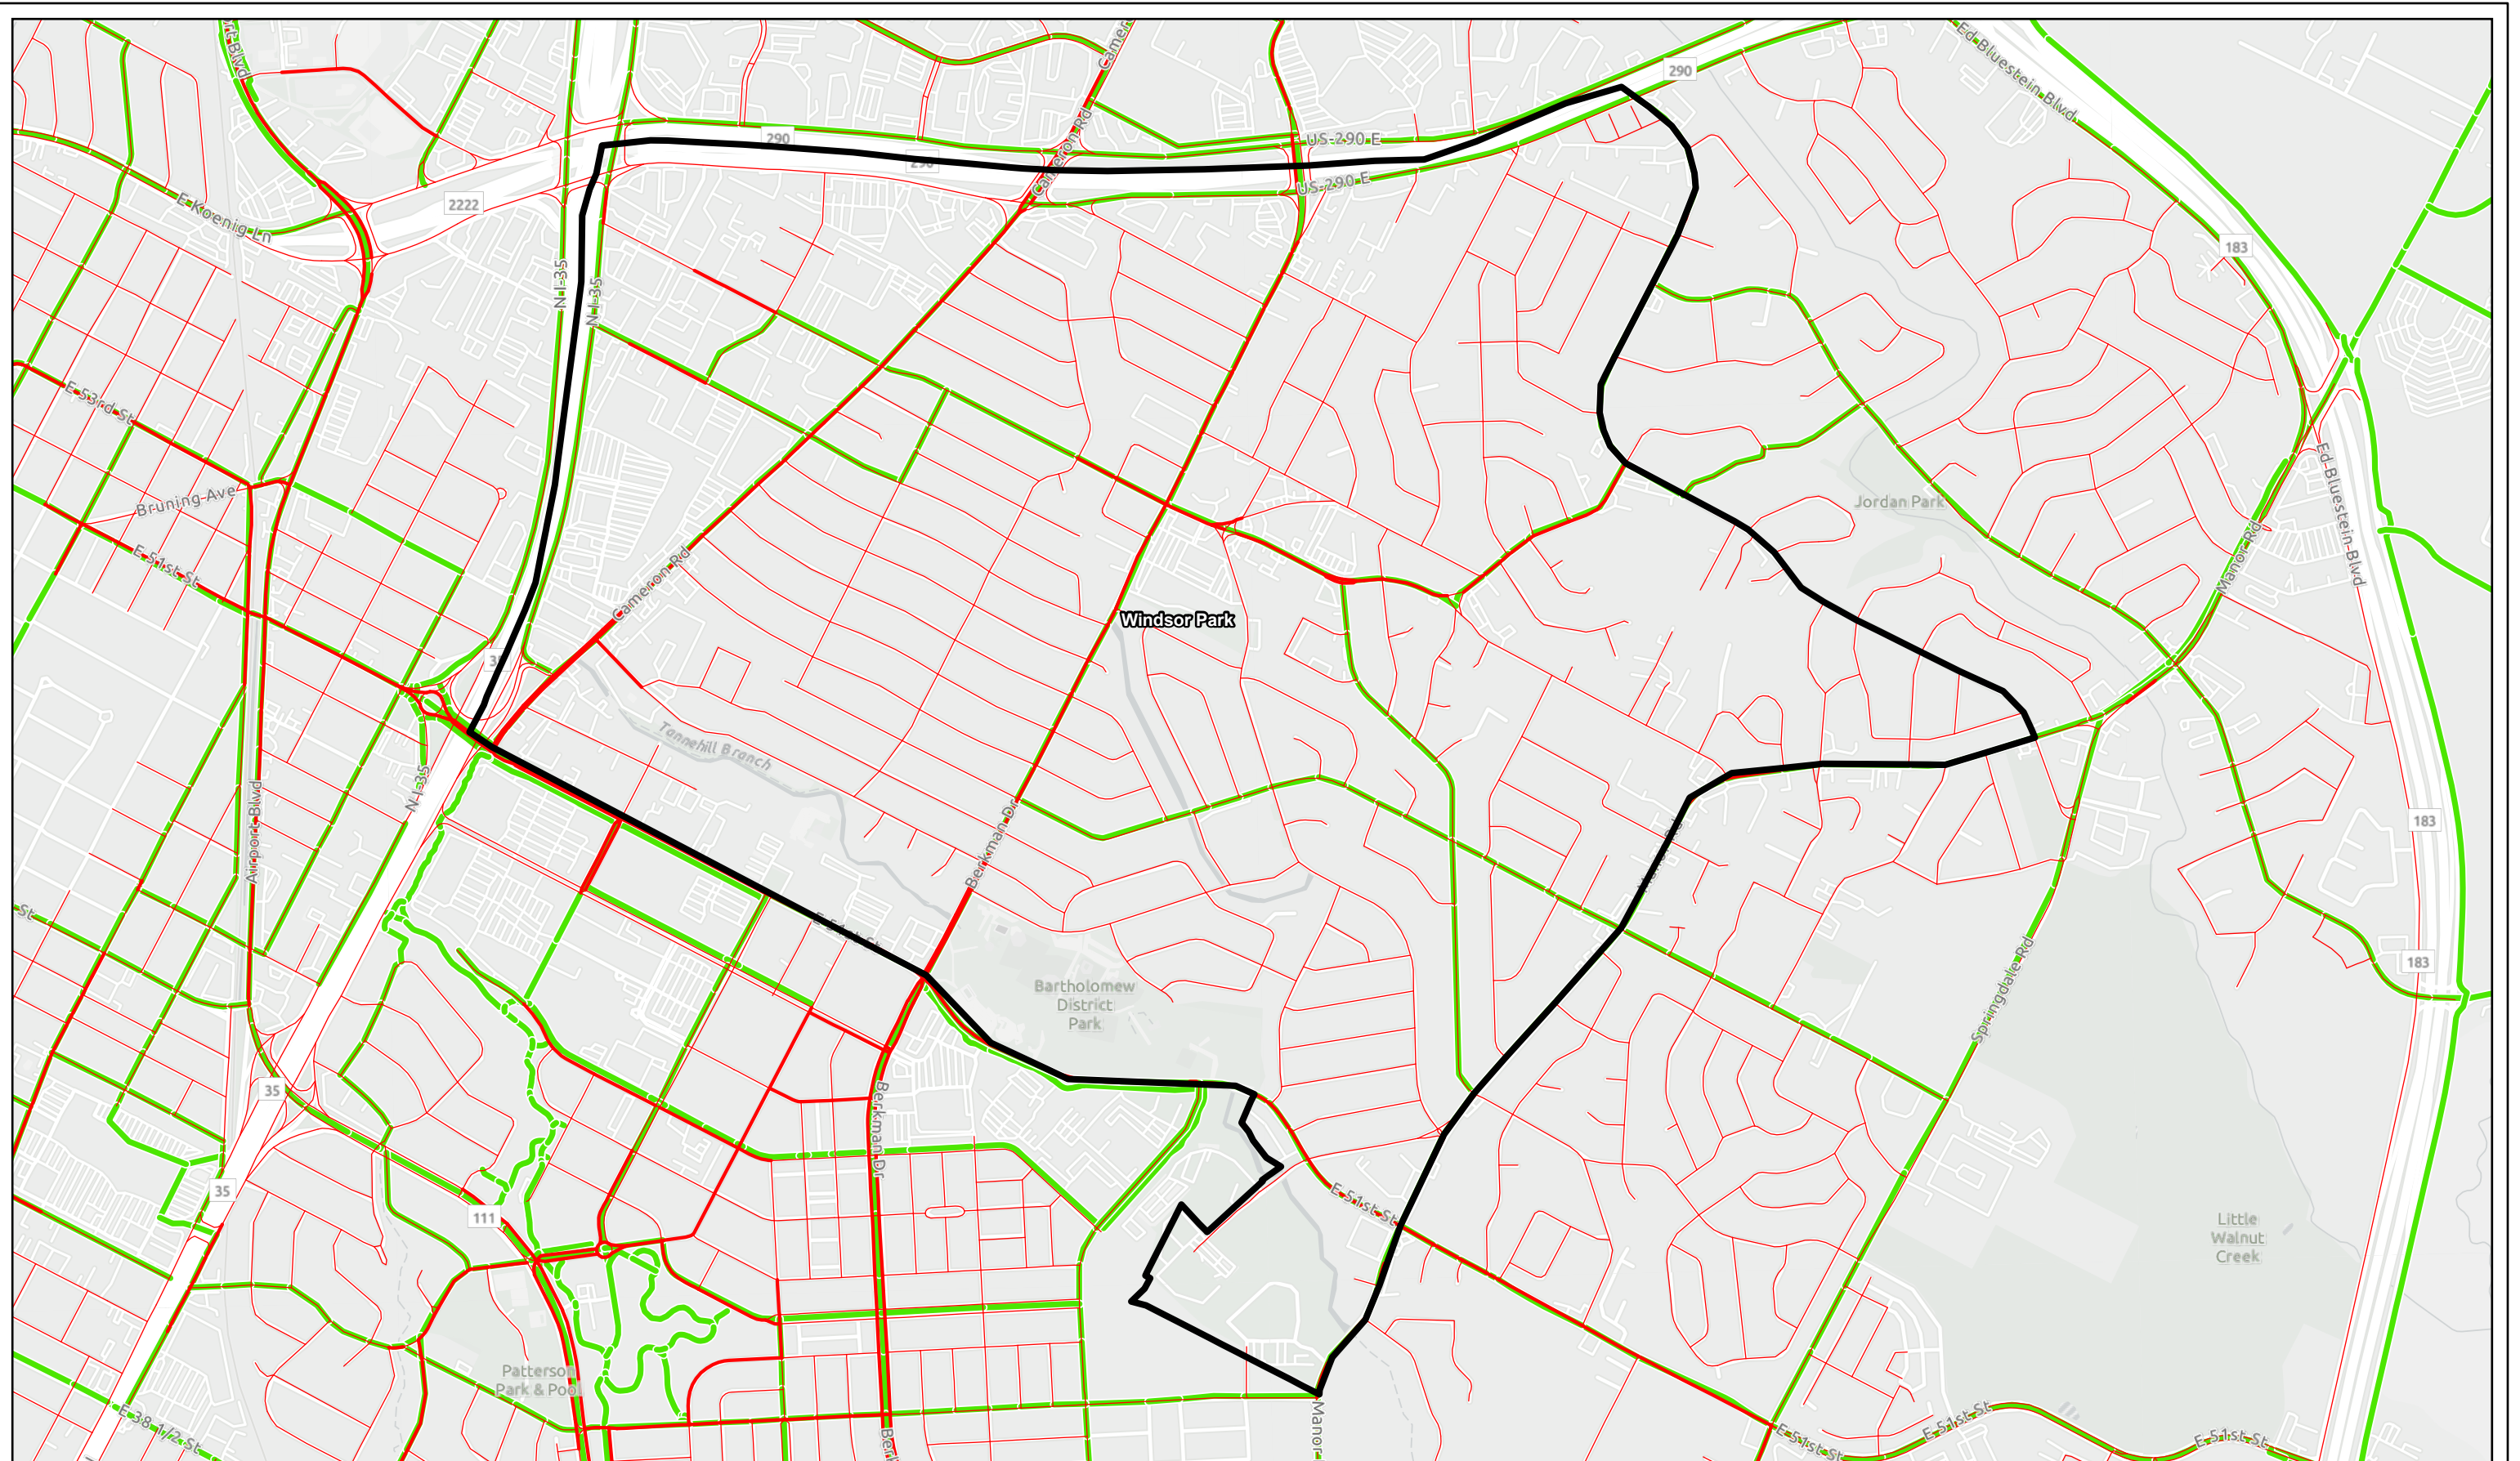 Ed Bluestein Blvd
290
Cameron Rd
290
US-290 E
US-290 E
E Koenig Ln
2222
183
N I-35
N I-35
E 53rd St
Bruning Ave
Jordan Park
Ed Bluestein Blvd
Manor Rd
E 51st St
Cameron Rd
Windsor Park
Tannehill Branch
N I-35
Airport Blvd
Berkman Dr
183
E 51st St
183
Bartholomew
District
Park
Springdale Rd
35
Berkman Dr
35
111
E 51st St
Little
Walnut
Creek
Patterson
Park & Pool
E 38 1/2 St
Manor
E 51st St
E 51st St
E 51st St